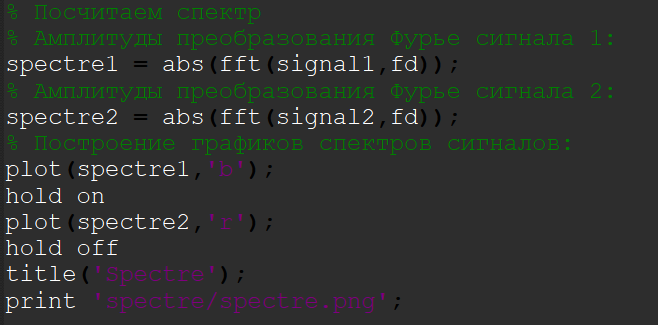 % Посчитаем спектр
% Амплитуды преобразования Фурье сигнала 1:
spectre1 = abs(fft(signal1,fd));
% Амплитуды преобразования Фурье сигнала 2:
spectre2 = abs(fft(signal2,fd));
% Построение графиков спектров сигналов:
plot(spectre1,'b');
hold on
plot(spectre2,'r');
hold off
title('Spectre');
print 'spectre/spectre.png';